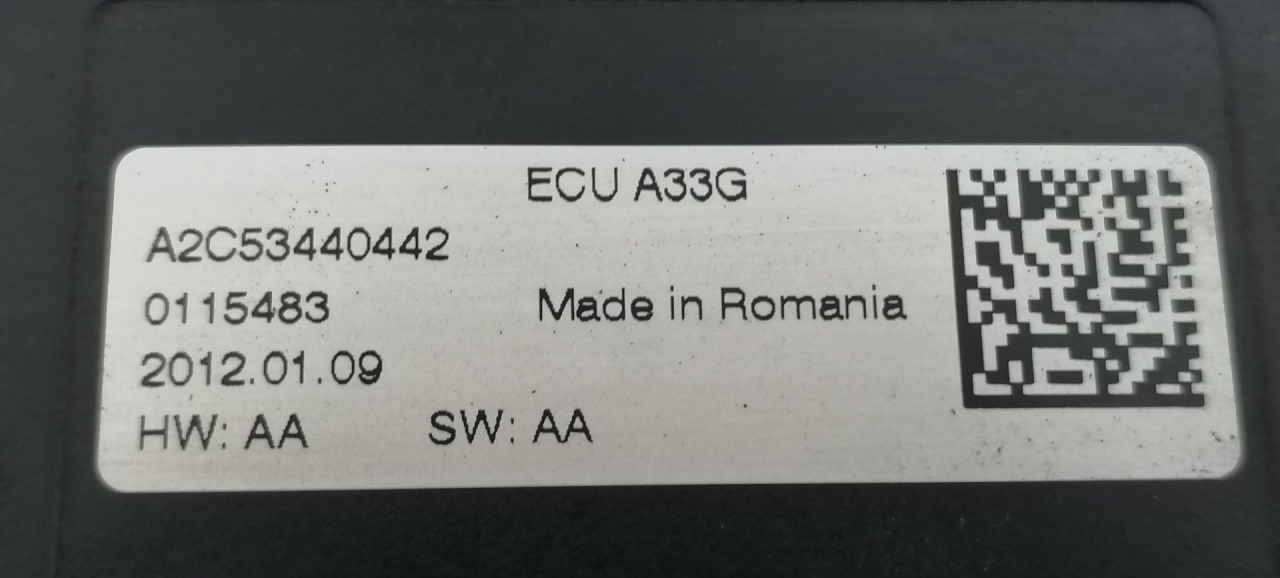 ECU A33G
A2C53440442
0115483 Made in Romania
2012.01.09
HW: AA SW: AA